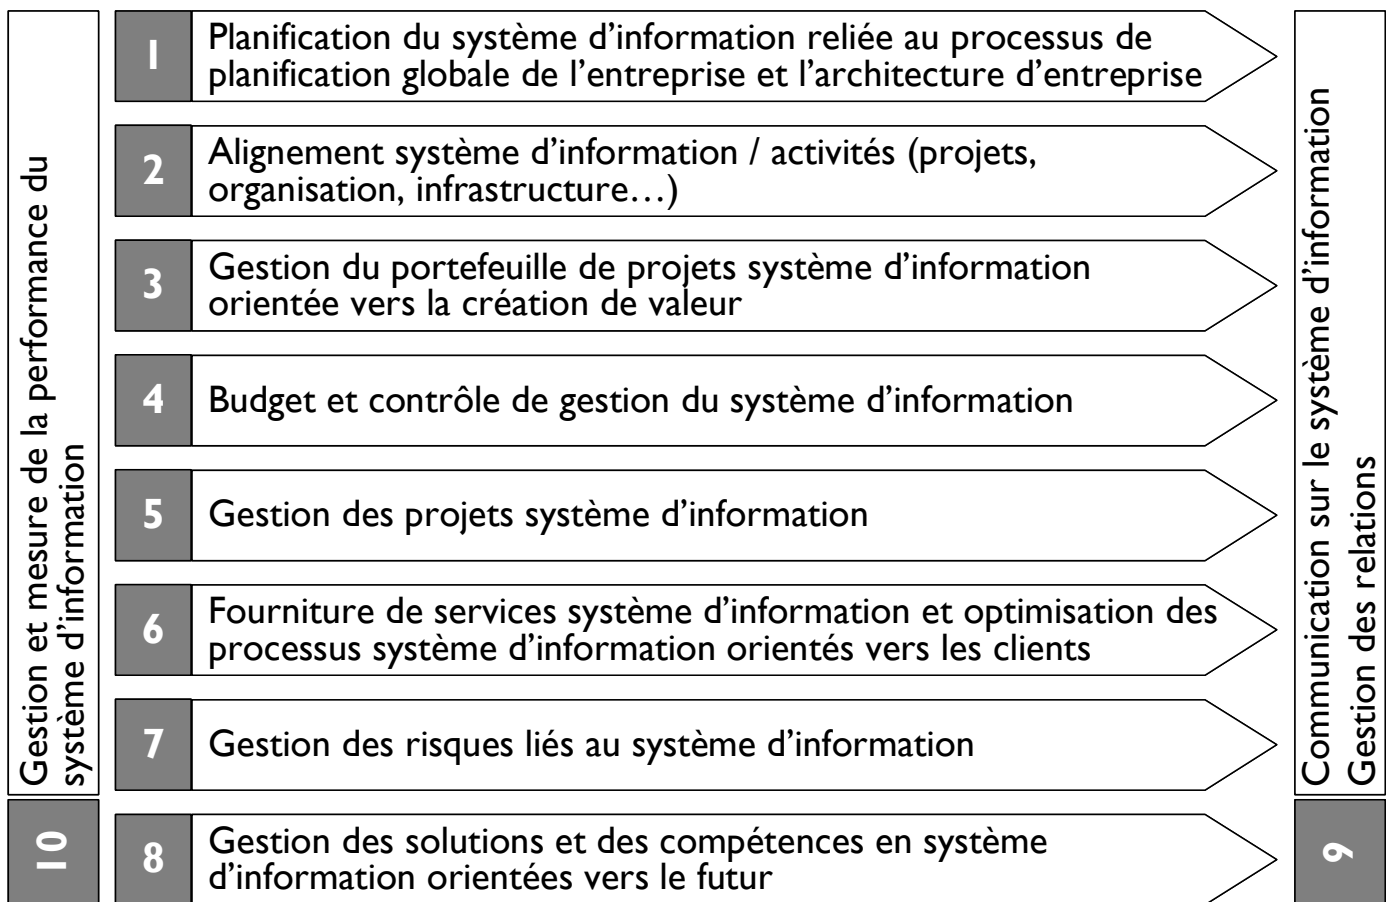 Gestion et mesure de la performance du
système d’information
10
1
Planification du système d’information reliée au processus de
planification globale de l’entreprise et l’architecture d’entreprise
2
Alignement système d’information / activités (projets,
organisation, infrastructure…)
3
Gestion du portefeuille de projets système d’information
orientée vers la création de valeur
4
Budget et contrôle de gestion du système d’information
5
Gestion des projets système d’information
6
Fourniture de services système d’information et optimisation des
processus système d’information orientés vers les clients
7
Gestion des risques liés au système d’information
8
Gestion des solutions et des compétences en système
d’information orientées vers le futur
Communication sur le système d’information
Gestion des relations
9